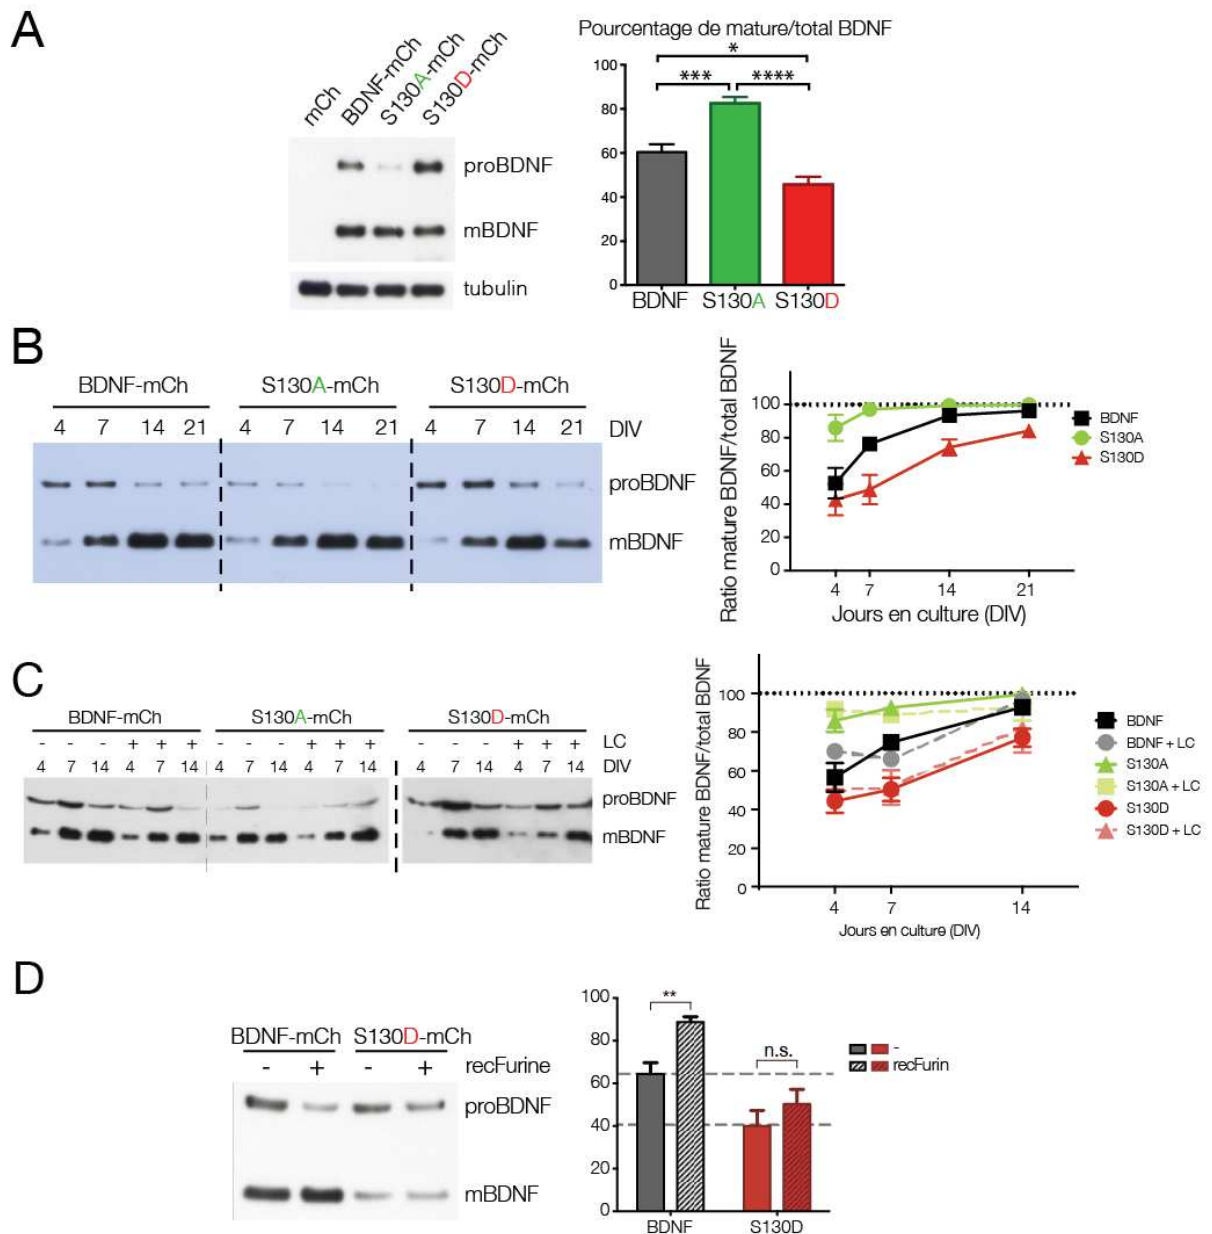 A
mCh
BDNF-mCh
S130A-mCh
S130D-mCh
proBDNF
mBDNF
tubulin
Pourcentage de mature/total BDNF
*
*** ****
100
80
60
40
20
0
BDNF S130A S130D
B
BDNF-mCh S130A-mCh S130D-mCh
4 7 14 21 4 7 14 21 4 7 14 21 DIV
proBDNF
mBDNF
Ratio mature BDNF/total BDNF
100
80
60
40
20
0
4 7 14 21
Jours en culture (DIV)
BDNF
S130A
S130D
C
BDNF-mCh S130A-mCh S130D-mCh
- - - + + + - - - + + + - - - + + + LC
4 7 14 4 7 14 4 7 14 4 7 14 4 7 14 4 7 14 DIV
proBDNF
mBDNF
Ratio mature BDNF/total BDNF
100
80
60
40
20
0
4 7 14
Jours en culture (DIV)
BDNF
BDNF + LC
S130A
S130A + LC
S130D
S130D + LC
D
BDNF-mCh S130D-mCh
- + - + recFurine
proBDNF
mBDNF
100
80
60
40
20
0
**
n.s.
BDNF S130D
-
recFurin